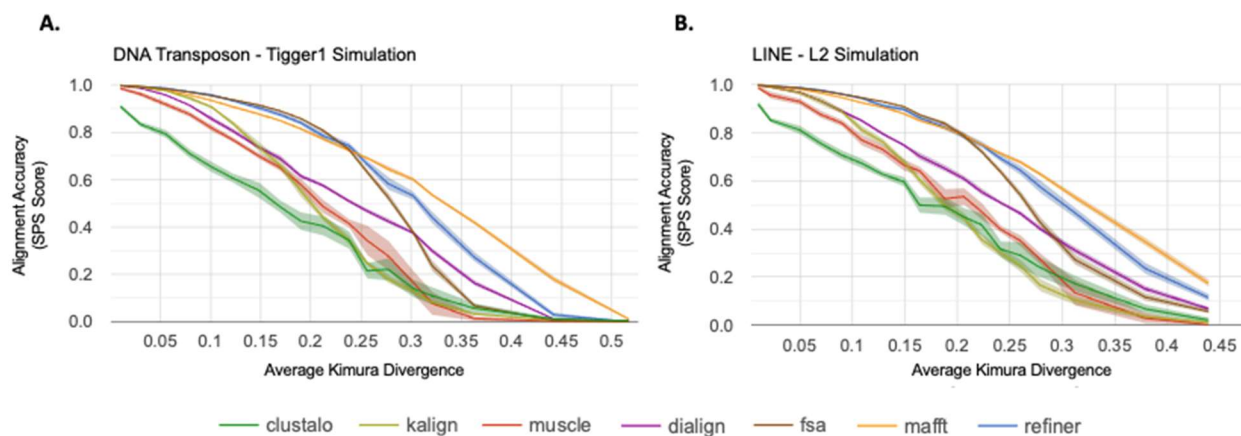 A.
DNA Transposon - Tigger1 Simulation
Alignment Accuracy
(SPS Score)
1.0
0.8
0.6
0.4
0.2
0.0
0.05 0.1 0.15 0.2 0.25 0.3 0.35 0.4 0.45 0.5
Average Kimura Divergence
B.
LINE - L2 Simulation
Alignment Accuracy
(SPS Score)
1.0
0.8
0.6
0.4
0.2
0.0
0.05 0.1 0.15 0.2 0.25 0.3 0.35 0.4 0.45
Average Kimura Divergence
clustalo kalign muscle dialign fsa mafft refiner